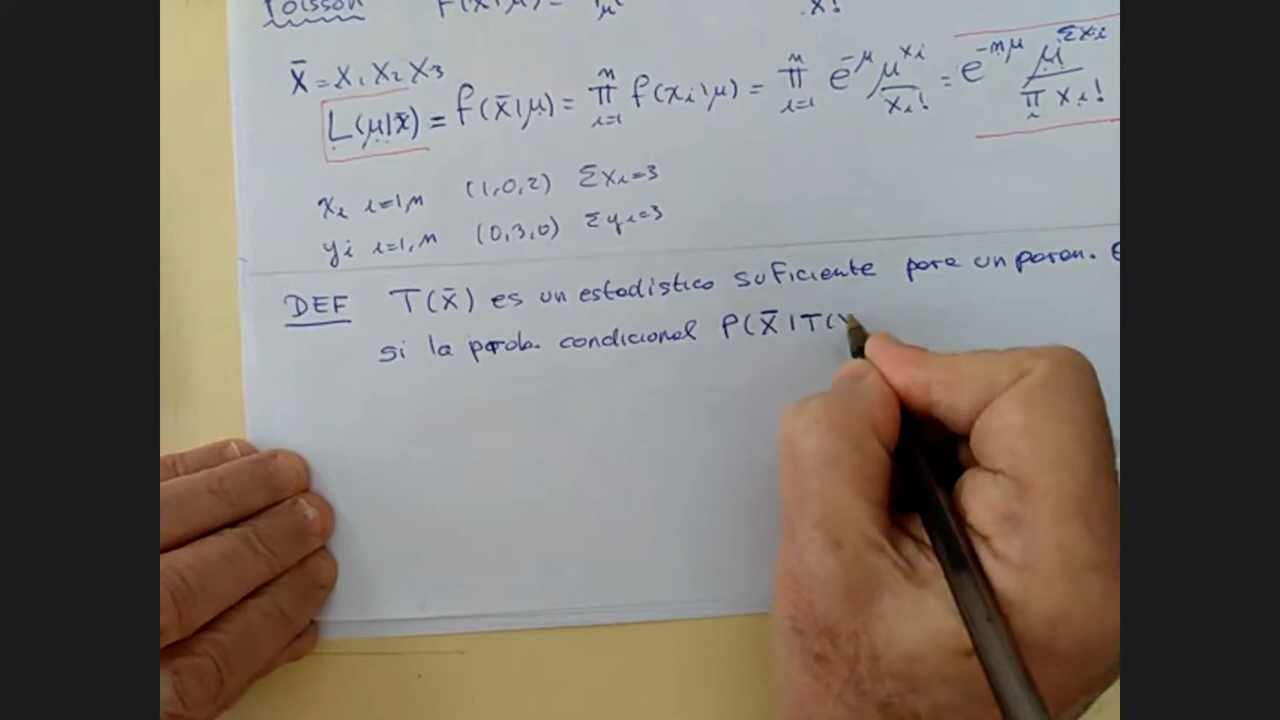 Poisson
X̄ = X₁ X₂ X₃
L(μ|x̄) = f(x̄|μ) = ∏ᵢ₌₁ⁿ f(xᵢ|μ) = ∏ᵢ₌₁ⁿ e^{-μ} μ^{xᵢ}/xᵢ! = e^{-nμ} μ^{Σxᵢ}/∏ᵢ xᵢ!
xᵢ i=1,n (1,0,2) Σxᵢ=3
yᵢ i=1,n (0,3,0) Σyᵢ=3
DEF T(X̄) es un estadistico suficiente para un param.
si la prob. condicional P(X̄|T(